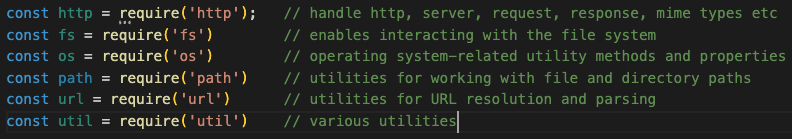 const http = require('http');   // handle http, server, request, response, mime types etc
const fs = require('fs')        // enables interacting with the file system
const os = require('os')        // operating system-related utility methods and properties
const path = require('path')    // utilities for working with file and directory paths
const url = require('url')      // utilities for URL resolution and parsing
const util = require('util')    // various utilities